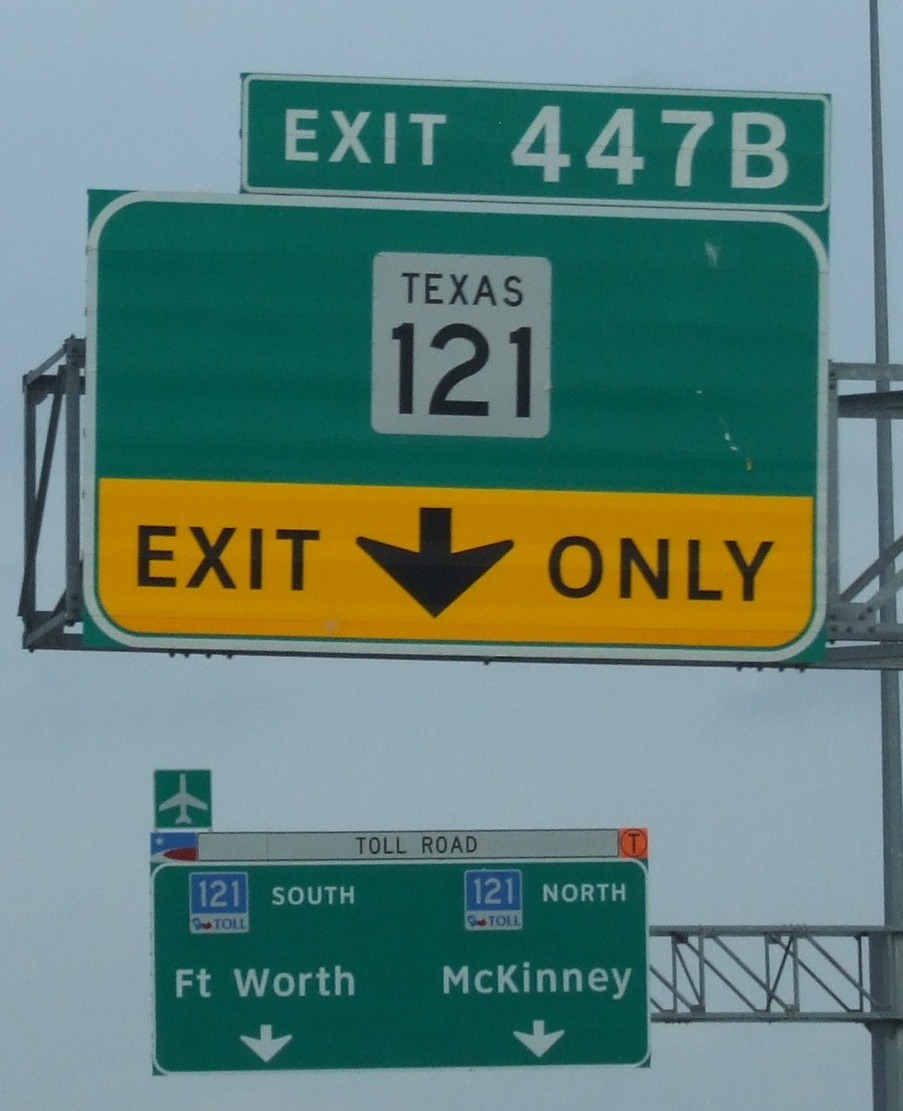 EXIT 447B
TEXAS
121
EXIT ONLY
TOLL ROAD T
121 SOUTH 121 NORTH
TOLL TOLL
Ft Worth McKinney